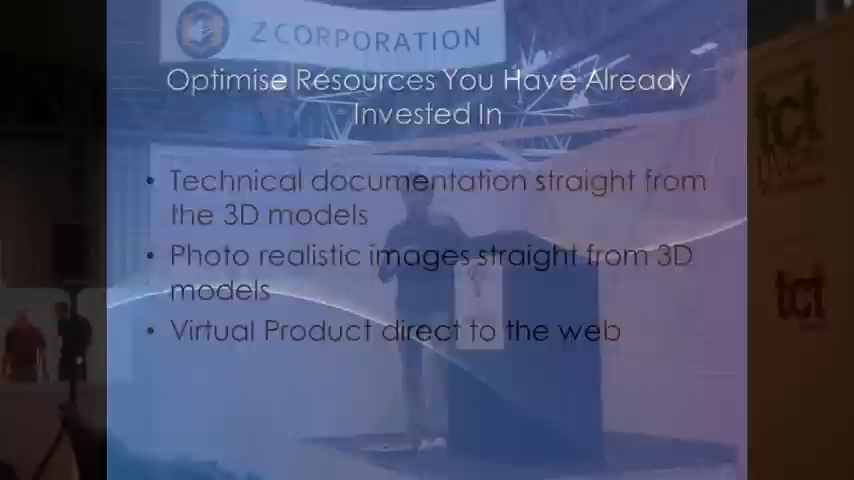 Z CORPORATION
Optimise Resources You Have Already
Invested In
• Technical documentation straight from
the 3D models
• Photo realistic images straight from 3D
models
• Virtual Product direct to the web
tct
tct